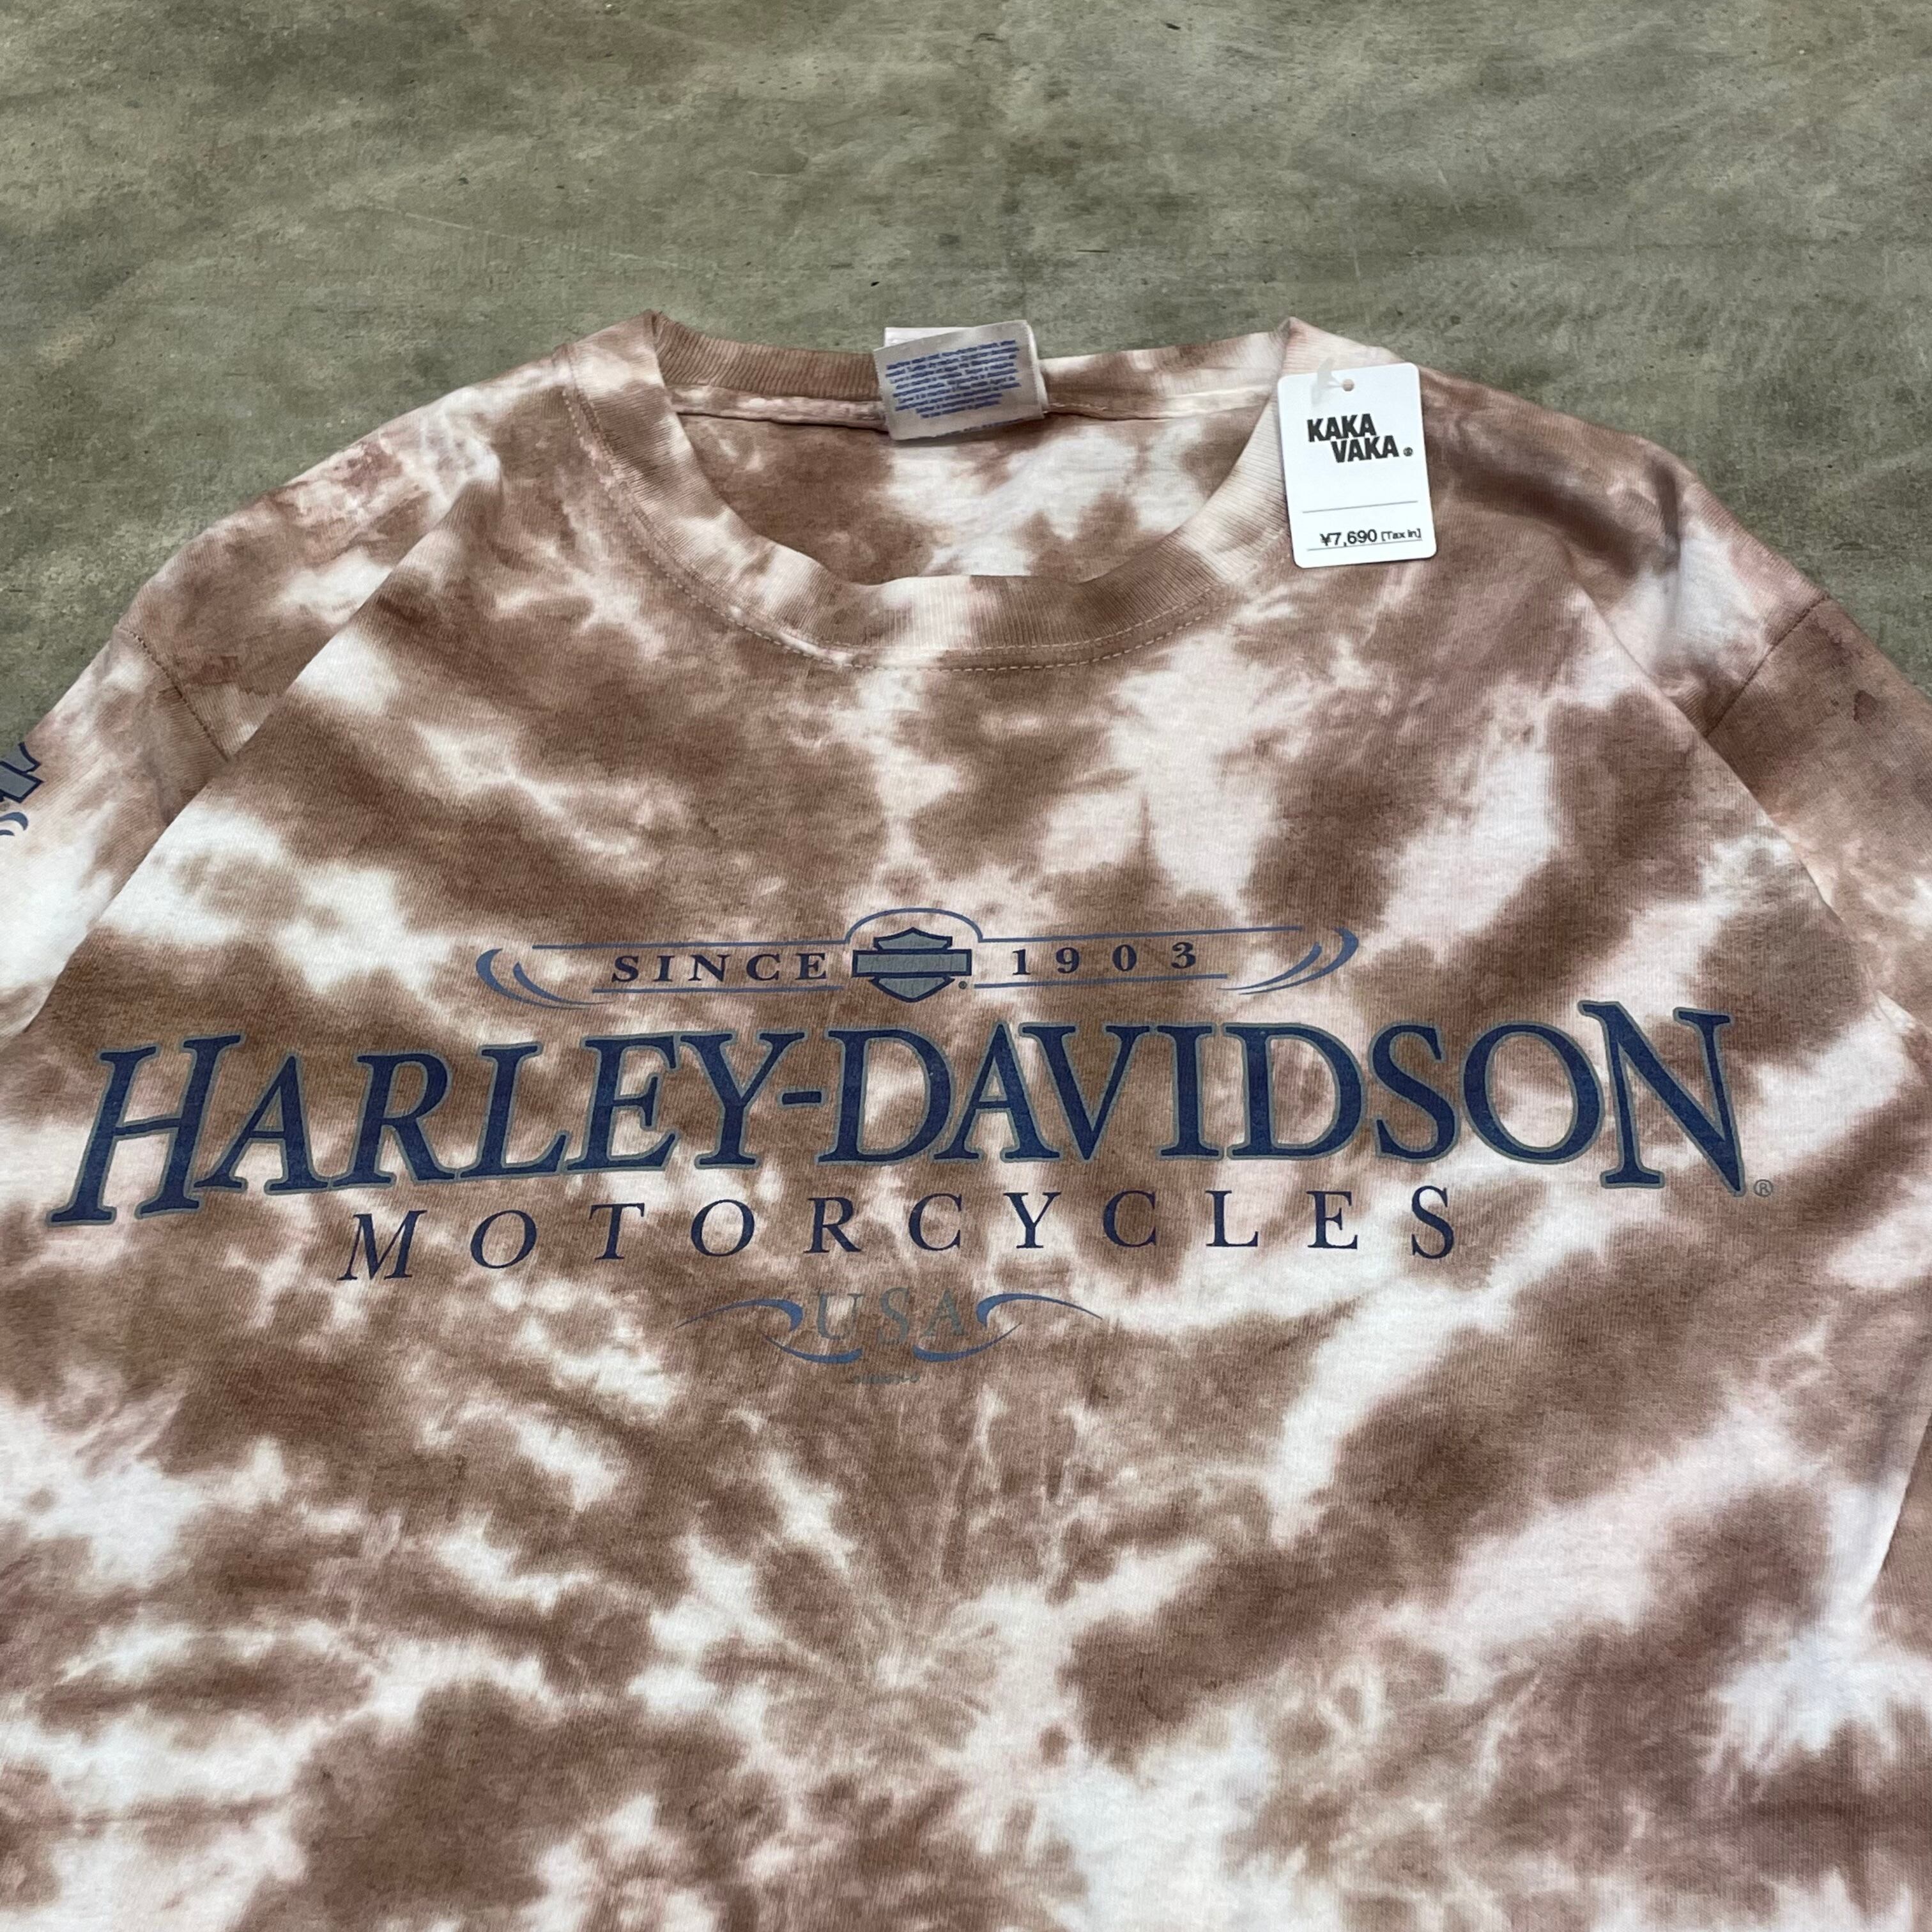 KAKA
VAKA®
¥7,690 [Tax in]
SINCE 1903
HARLEY-DAVIDSON®
MOTORCYCLES
USA